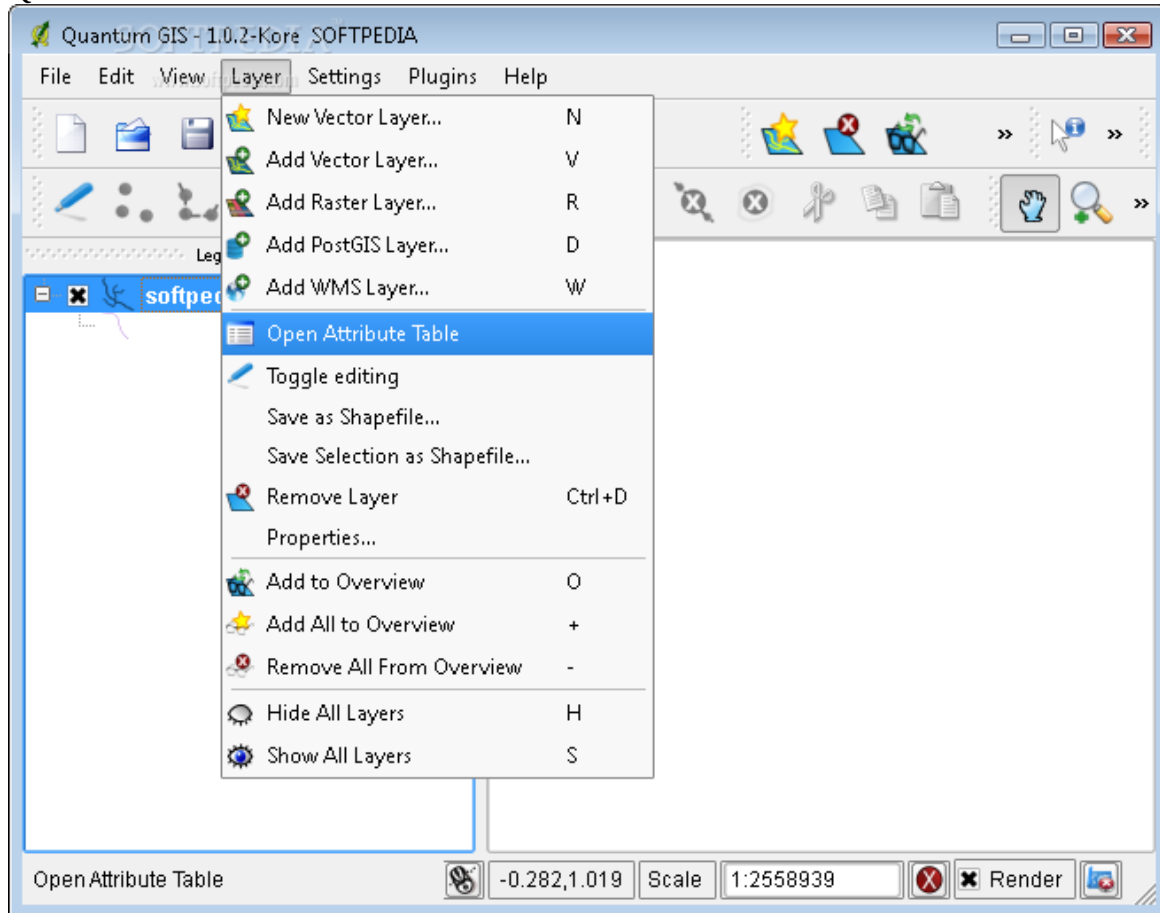 Quantum GIS - 1.0.2-Kore SOFTPEDIA
File Edit View Layer Settings Plugins Help
New Vector Layer... N
Add Vector Layer... V
Add Raster Layer... R
Add PostGIS Layer... D
Add WMS Layer... W
Open Attribute Table
Toggle editing
Save as Shapefile...
Save Selection as Shapefile...
Remove Layer Ctrl+D
Properties...
Add to Overview O
Add All to Overview +
Remove All From Overview -
Hide All Layers H
Show All Layers S
Leg
softped
Open Attribute Table
-0.282,1.019 Scale 1:2558939 Render